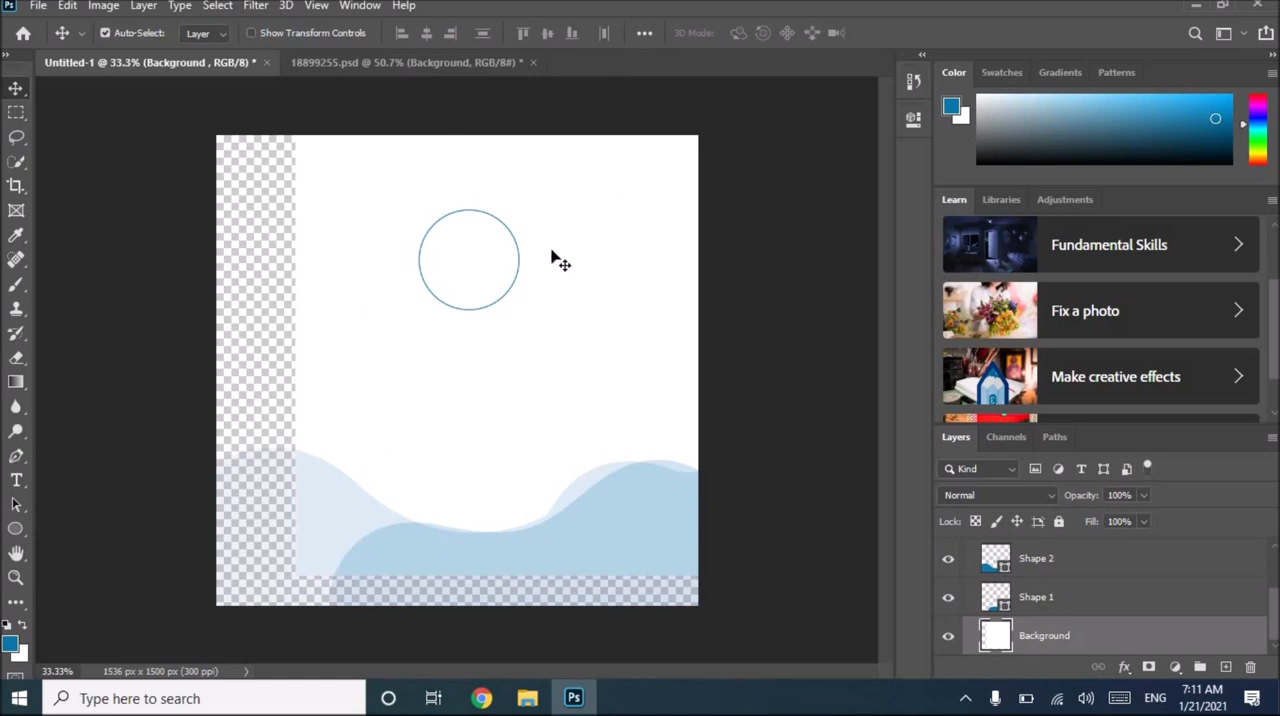 Ps File Edit Image Layer Type Select Filter 3D View Window Help
Auto-Select: Layer Show Transform Controls 3D Mode:
Untitled-1 @ 33.3% (Background , RGB/8) * × 18899255.psd @ 50.7% (Background, RGB/8#) * ×
Color Swatches Gradients Patterns
Learn Libraries Adjustments
Fundamental Skills
Fix a photo
Make creative effects
Layers Channels Paths
Kind
Normal Opacity: 100%
Lock: Fill: 100%
Shape 2
Shape 1
Background
33.33% 1536 px x 1500 px (300 ppi)
Type here to search
Ps
ENG
7:11 AM
1/21/2021